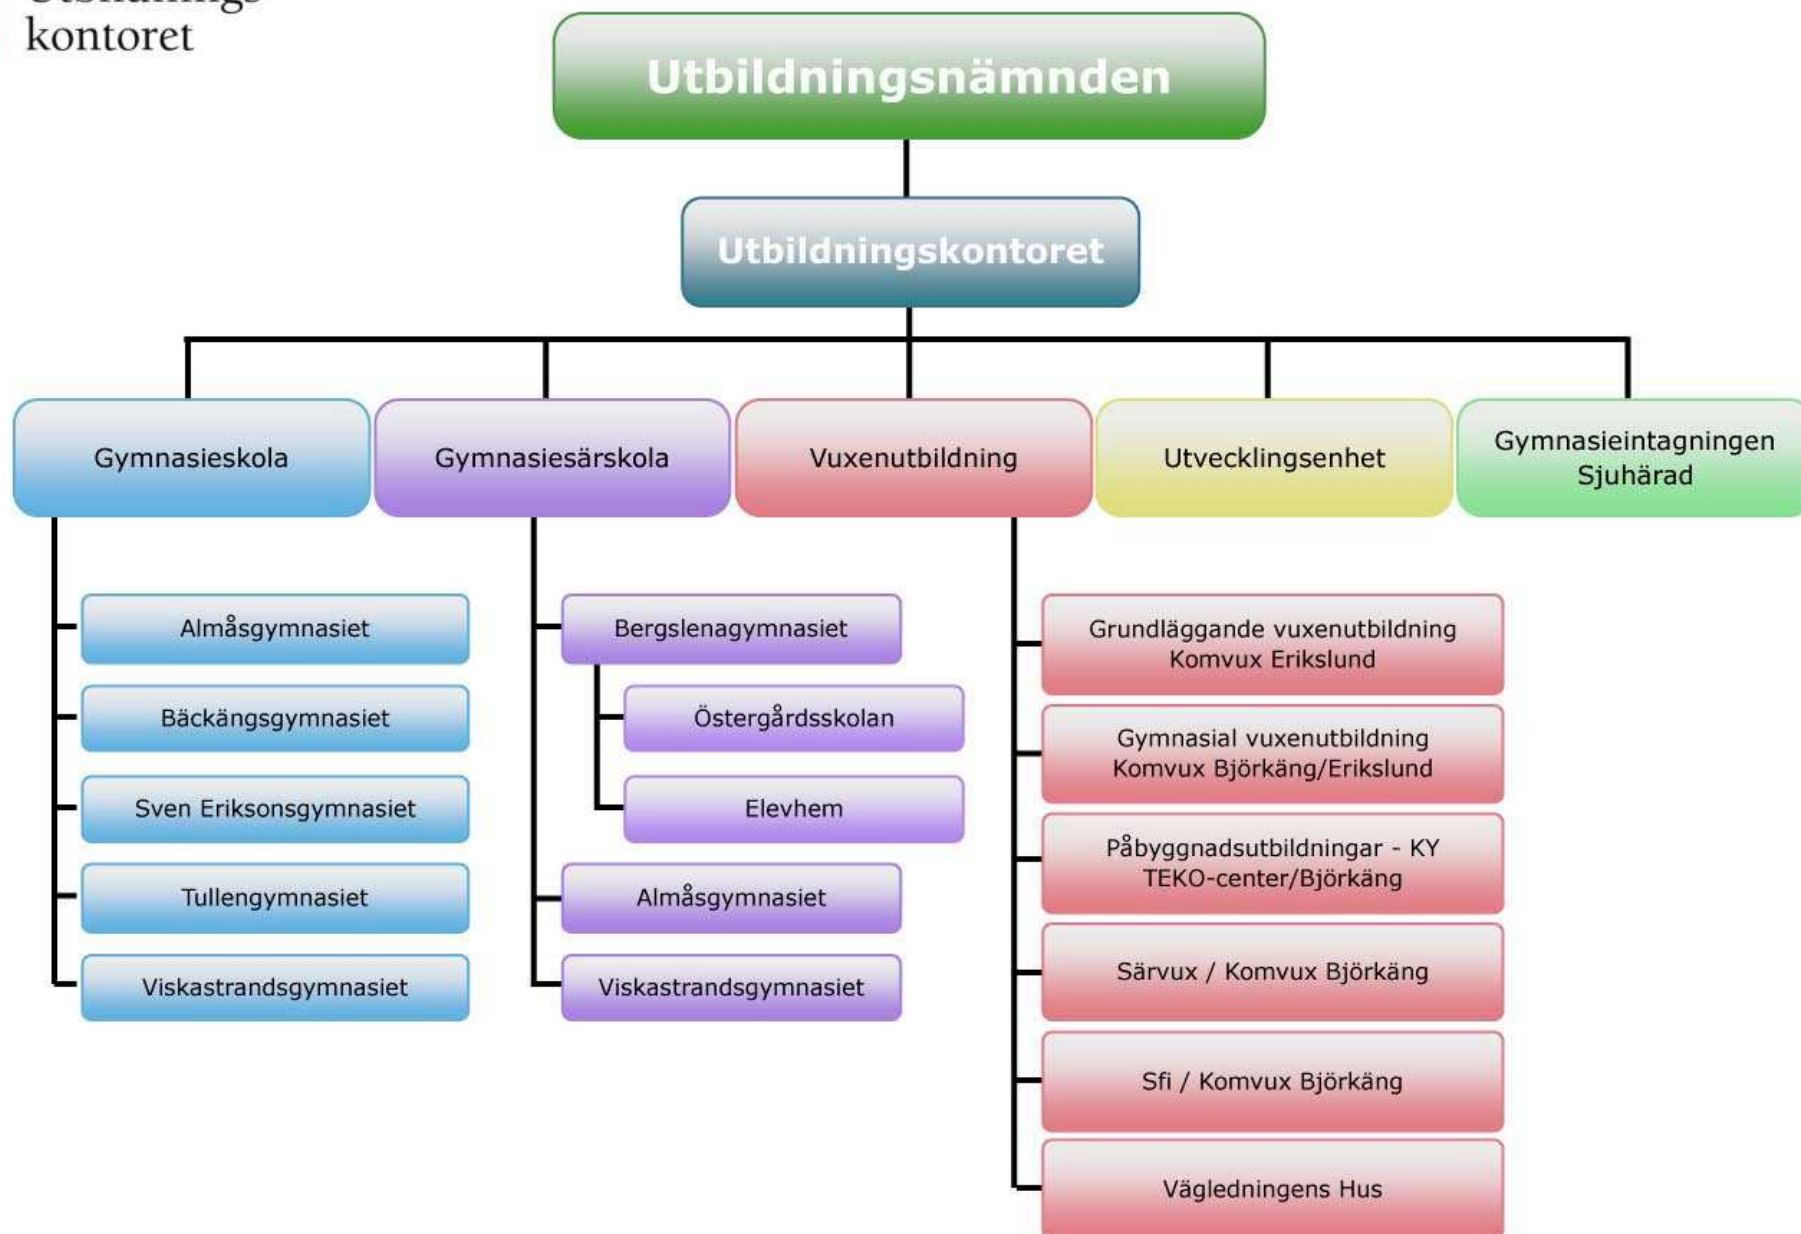 kontoret
Utbildningsnämnden
Utbildningskontoret
Gymnasieskola
Gymnasiesärskola
Vuxenutbildning
Utvecklingsenhet
Gymnasieintagningen
Sjuhärad
Almåsgymnasiet
Bäckängsgymnasiet
Sven Eriksonsgymnasiet
Tullengymnasiet
Viskastrandsgymnasiet
Bergslenagymnasiet
Östergårdsskolan
Elevhem
Almåsgymnasiet
Viskastrandsgymnasiet
Grundläggande vuxenutbildning
Komvux Erikslund
Gymnasial vuxenutbildning
Komvux Björkäng/Erikslund
Påbyggnadsutbildningar - KY
TEKO-center/Björkäng
Särvux / Komvux Björkäng
Sfi / Komvux Björkäng
Vägledningens Hus